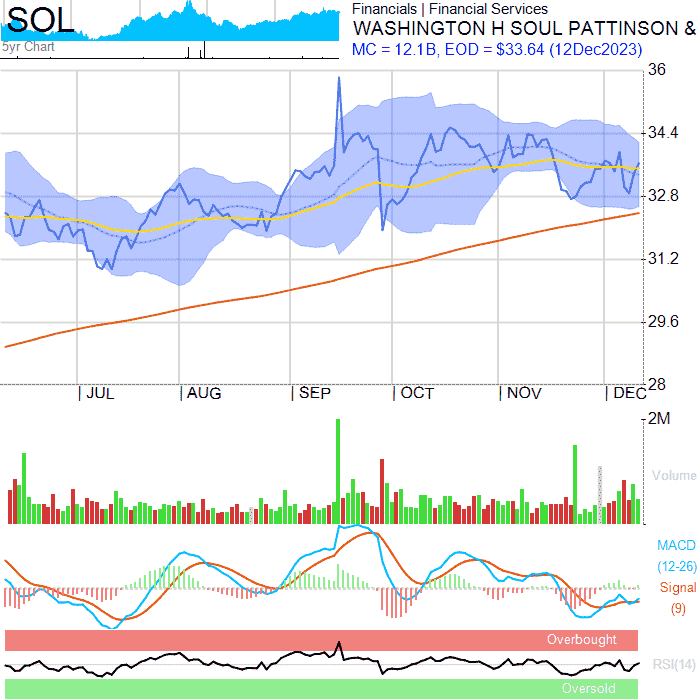 SOL
5yr Chart
Financials | Financial Services
WASHINGTON H SOUL PATTINSON &
MC = 12.1B, EOD = $33.64 (12Dec2023)
36
34.4
32.8
31.2
29.6
28
| JUL | AUG | SEP | OCT | NOV | DEC
2M
Volume
MACD
(12-26)
Signal
(9)
Overbought
RSI(14)
Oversold